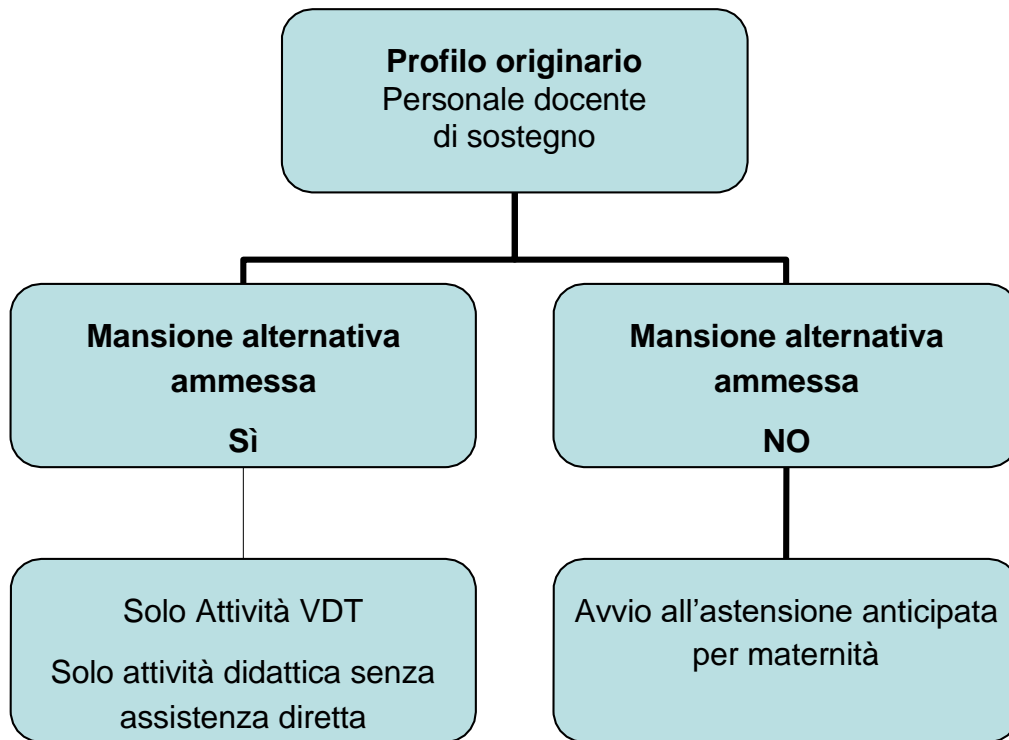 Profilo originario
Personale docente
di sostegno
Mansione alternativa
ammessa
Sì
Mansione alternativa
ammessa
NO
Solo Attività VDT
Solo attività didattica senza
assistenza diretta
Avvio all'astensione anticipata
per maternità